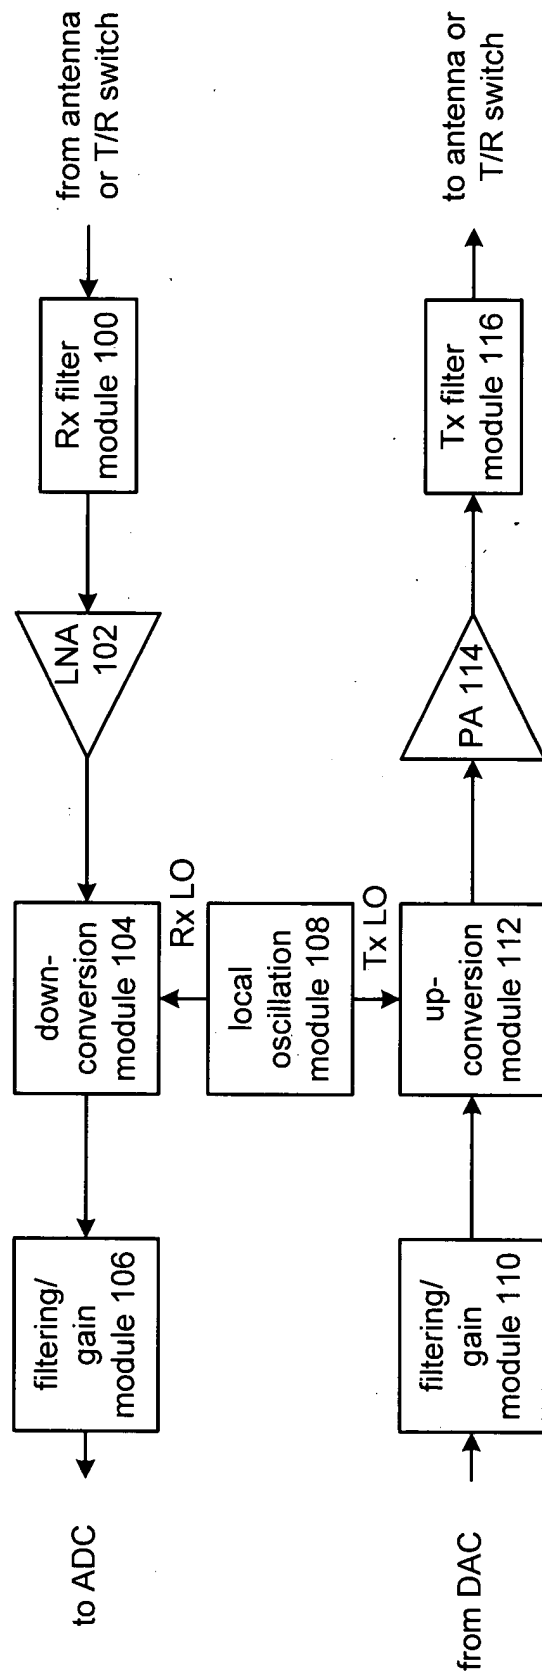 to ADC
filtering/
gain
module 106
down-
conversion
module 104
LNA
102
Rx filter
module 100
from antenna
or T/R switch
Rx LO
local
oscillation
module 108
Tx LO
from DAC
filtering/
gain
module 110
up-
conversion
module 112
PA 114
Tx filter
module 116
to antenna or
T/R switch